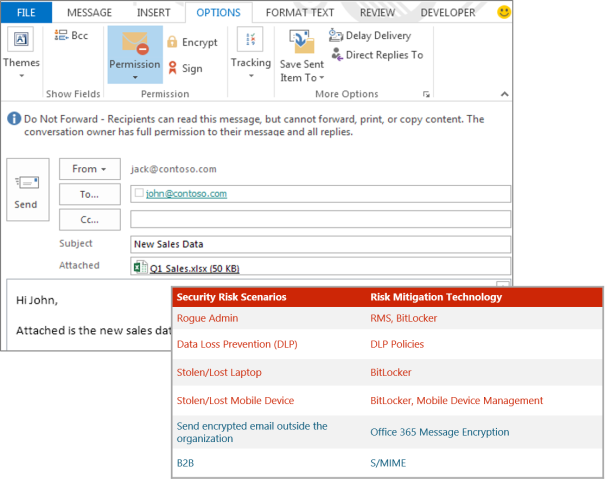 FILE MESSAGE INSERT OPTIONS FORMAT TEXT REVIEW DEVELOPER
Themes
Bcc
Show Fields
Permission
Encrypt
Sign
Permission
Tracking
Save Sent
Item To
Delay Delivery
Direct Replies To
More Options
Do Not Forward - Recipients can read this message, but cannot forward, print, or copy content. The
conversation owner has full permission to their message and all replies.
Send
From jack@contoso.com
To... john@contoso.com
Cc...
Subject New Sales Data
Attached Q1 Sales.xlsx (50 KB)
Hi John,
Attached is the new sales dat
Security Risk Scenarios Risk Mitigation Technology
Rogue Admin RMS, BitLocker
Data Loss Prevention (DLP) DLP Policies
Stolen/Lost Laptop BitLocker
Stolen/Lost Mobile Device BitLocker, Mobile Device Management
Send encrypted email outside the
organization Office 365 Message Encryption
B2B S/MIME